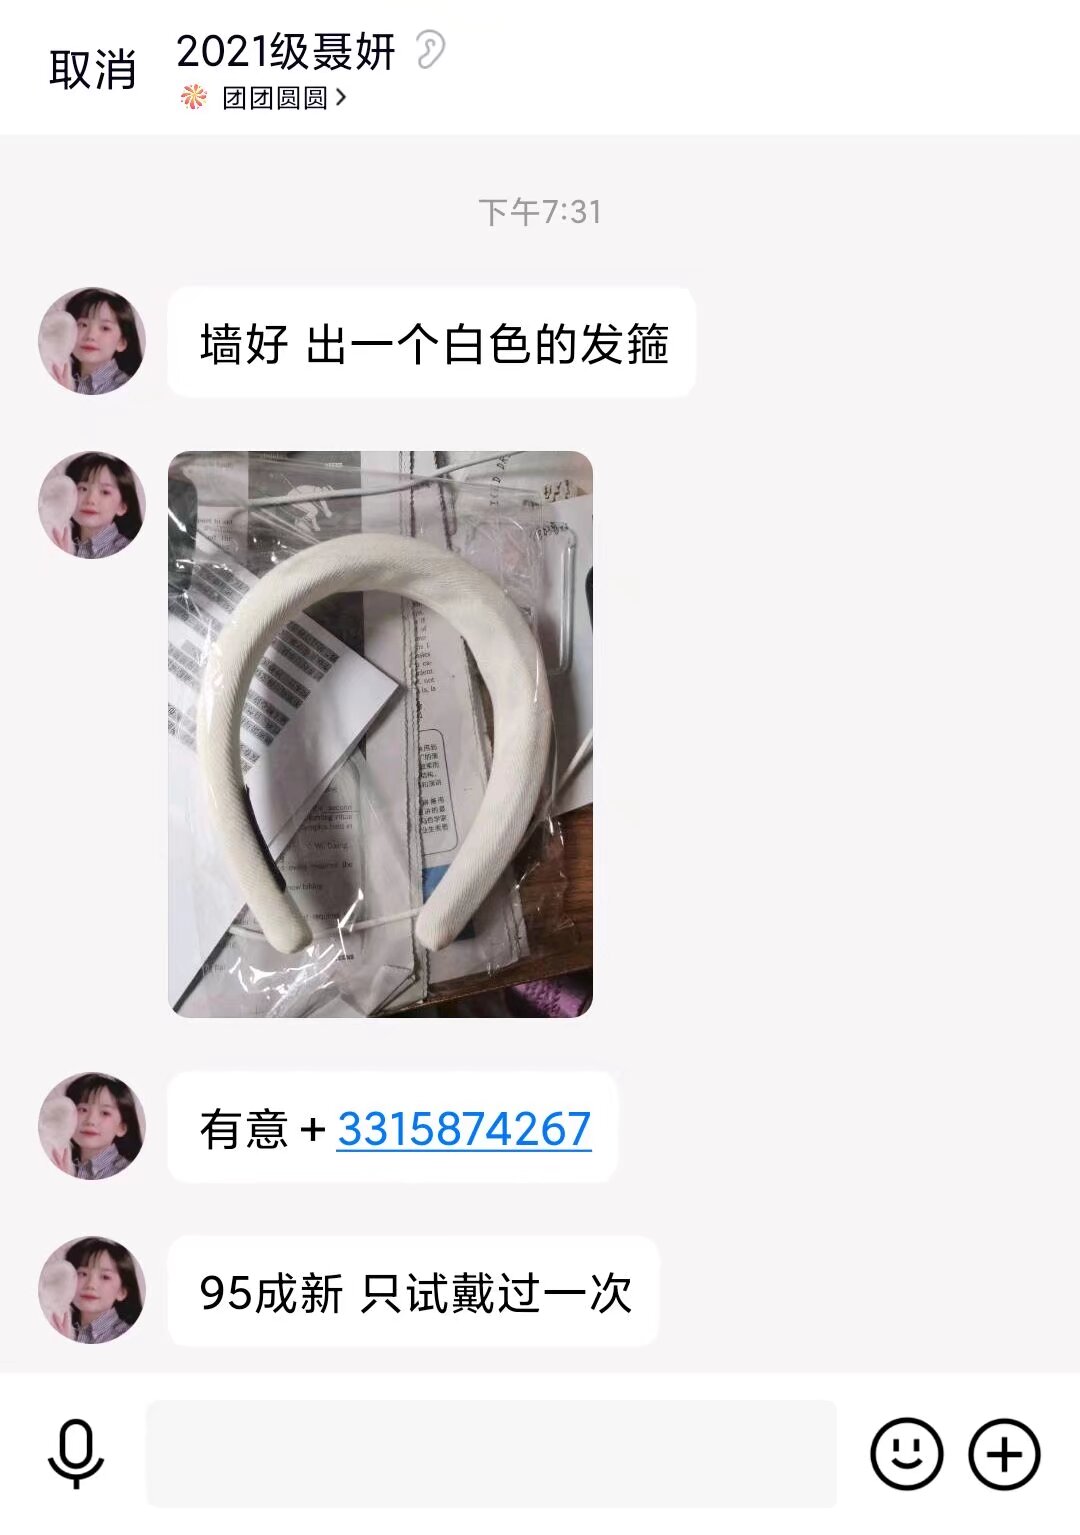 取消
2021级聂妍
团团圆圆
下午7:31
墙好 出一个白色的发箍
有意 + 3315874267
95成新 只试戴过一次